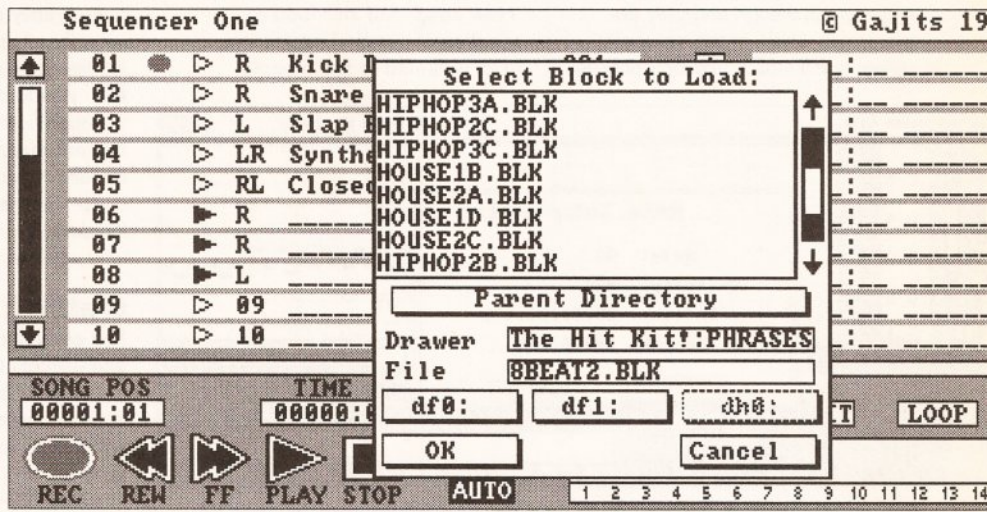 Sequencer One © Gajits 19
01 R Kick D
02 R Snare
03 L Slap
04 LR Synthe
05 RL Closed
06 R
07 R
08 L
09 09
10 10
Select Block to Load:
HIPHOP3A.BLK
HIPHOP2C.BLK
HIPHOP3C.BLK
HOUSE1B.BLK
HOUSE2A.BLK
HOUSE1D.BLK
HOUSE2C.BLK
HIPHOP2B.BLK
Parent Directory
Drawer The Hit Kit!:PHRASES
File 8BEAT2.BLK
df0: df1: dh0:
OK Cancel
SONG POS TIME
00001:01 00000:0 LOOP
REC REW FF PLAY STOP AUTO
1 2 3 4 5 6 7 8 9 10 11 12 13 14